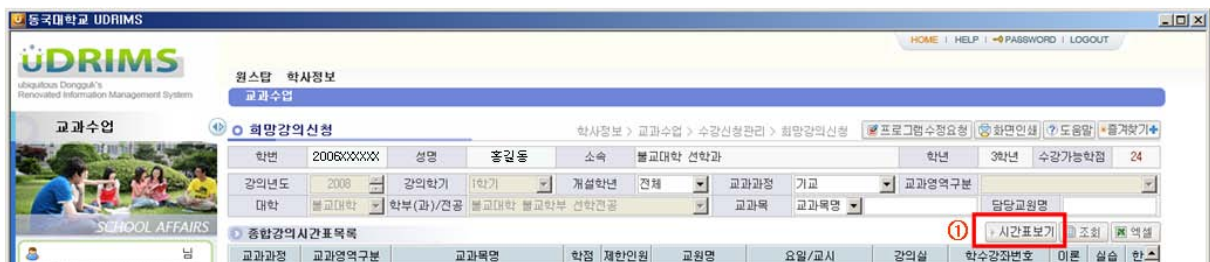 동국대학교 UDRIMS
HOME | HELP | PASSWORD | LOGOUT
üDRIMS
ubiquitous Dongguk's
Renovated Information Management System
원스탑 학사정보
교과수업
교과수업
희망강의신청 학사정보 > 교과수업 > 수강신청관리 > 희망강의신청 프로그램수정요청 화면인쇄 도움말 즐겨찾기
학번 2006XXXXXX 성명 홍길동 소속 불교대학 선학과 학년 3학년 수강가능학점 24
강의년도 2008 강의학기 1학기 개설학년 전체 교과과정 기교 교과영역구분
대학 불교대학 학부(과)/전공 불교대학 불교학부 선학전공 교과목 교과목명 담당교원명
SCHOOL AFFAIRS
종합강의시간표목록 ① 시간표보기 조회 엑셀
님
교과과정 교과영역구분 교과목명 학점 제한인원 교원명 요일/교시 강의실 학수강좌번호 이론 실습 한